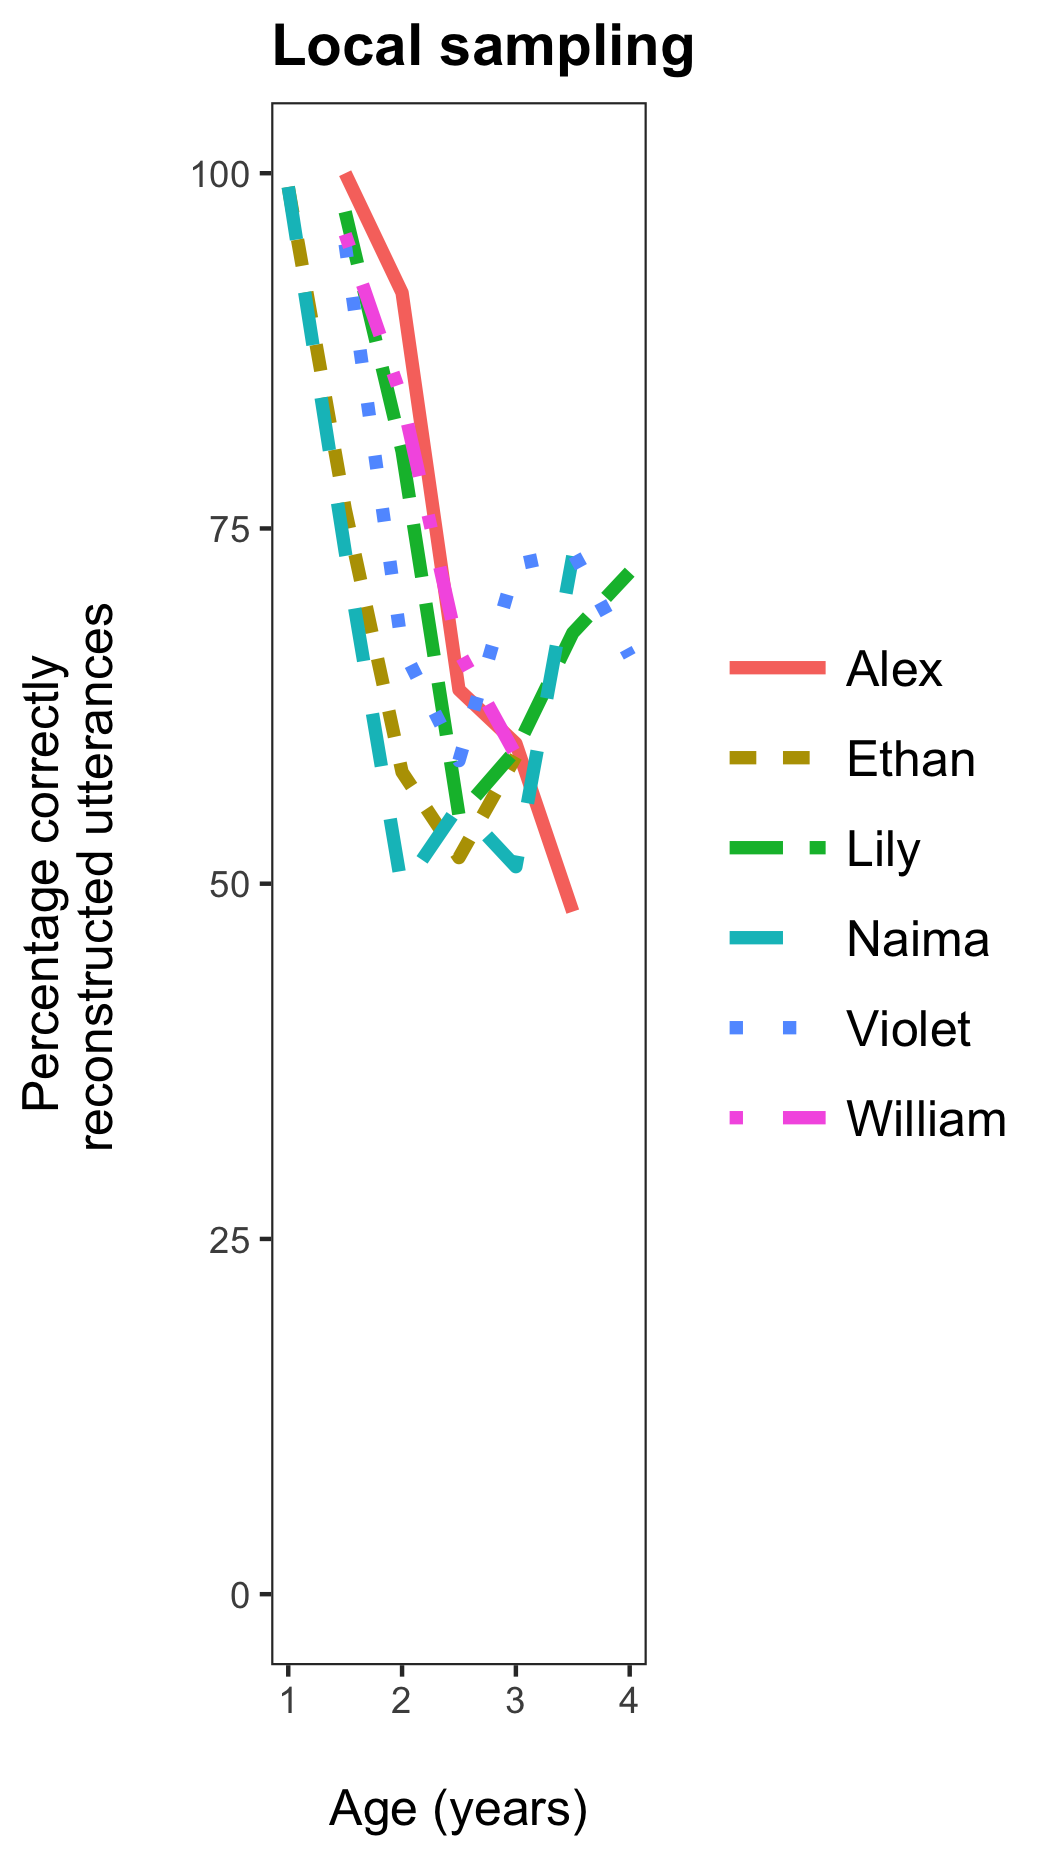 Local sampling
Percentage correctly
reconstructed utterances
100
75
50
25
0
1 2 3 4
Age (years)
Alex
Ethan
Lily
Naima
Violet
William